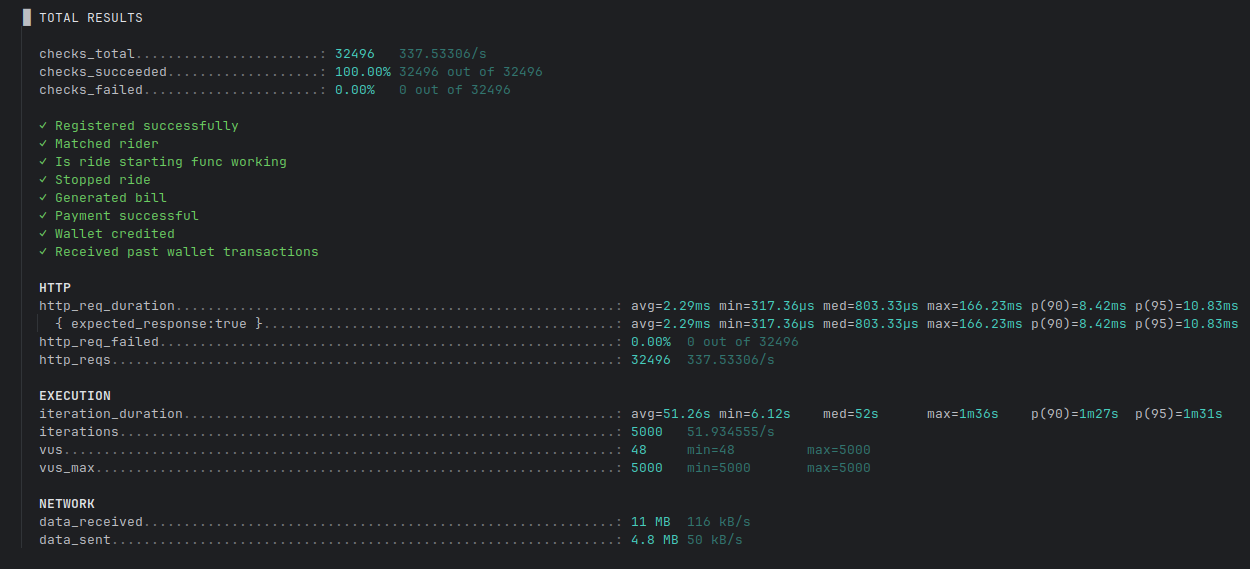 TOTAL RESULTS
checks_total.......................: 32496 337.53306/s
checks_succeeded...................: 100.00% 32496 out of 32496
checks_failed......................: 0.00% 0 out of 32496
✓ Registered successfully
✓ Matched rider
✓ Is ride starting func working
✓ Stopped ride
✓ Generated bill
✓ Payment successful
✓ Wallet credited
✓ Received past wallet transactions
HTTP
http_req_duration.......................................................: avg=2.29ms min=317.36µs med=803.33µs max=166.23ms p(90)=8.42ms p(95)=10.83ms
{ expected_response:true }............................................: avg=2.29ms min=317.36µs med=803.33µs max=166.23ms p(90)=8.42ms p(95)=10.83ms
http_req_failed.........................................................: 0.00% 0 out of 32496
http_reqs...............................................................: 32496 337.53306/s
EXECUTION
iteration_duration......................................................: avg=51.26s min=6.12s med=52s max=1m36s p(90)=1m27s p(95)=1m31s
iterations..............................................................: 5000 51.934555/s
vus.....................................................................: 48 min=48 max=5000
vus_max.................................................................: 5000 min=5000 max=5000
NETWORK
data_received...........................................................: 11 MB 116 kB/s
data_sent...............................................................: 4.8 MB 50 kB/s